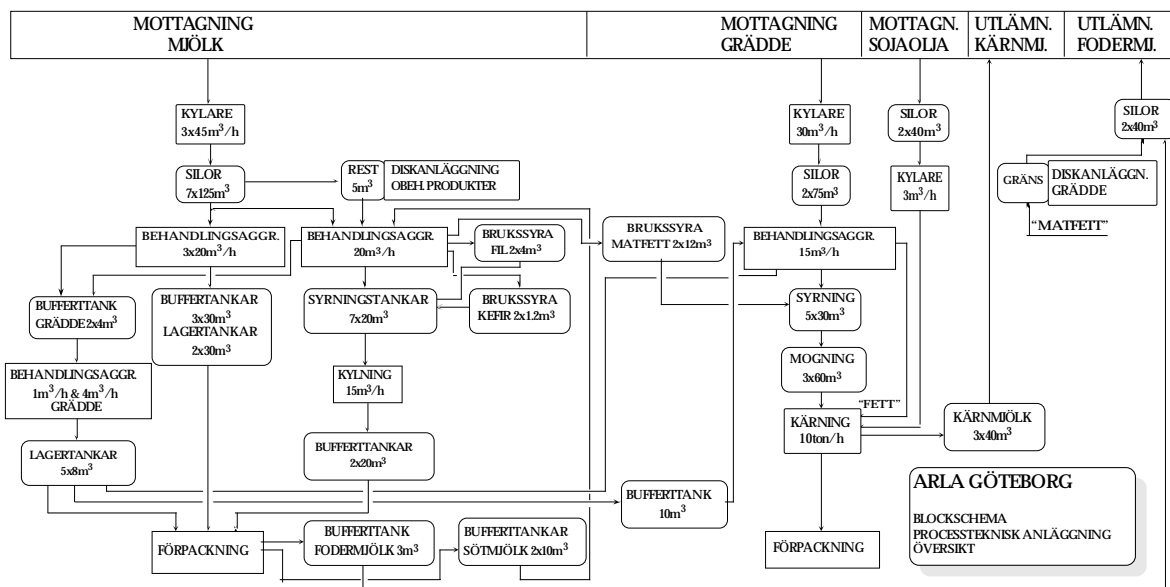 MOTTAGNING
MJÖLK
MOTTAGNING
GRÄDDE
MOTTAGN.
SOJAOLJA
UTLÄMN.
KÄRNMJ.
UTLÄMN.
FODERMJ.
KYLARE
3x45m³/h
SILOR
7x125m³
REST
5m³
DISKANLÄGGNING
OBEH. PRODUKTER
KYLARE
30m³/h
SILOR
2x75m³
SILOR
2x40m³
KYLARE
3m³/h
SILOR
2x40m³
GRÄNS
DISKANLÄGGN.
GRÄDDE
“MATFETT”
BEHANDLINGSAGGR.
3x20m³/h
BEHANDLINGSAGGR.
20m³/h
BRUKSSYRA
FIL 2x4m³
BRUKSSYRA
MATFETT 2x12m³
BEHANDLINGSAGGR.
15m³/h
BUFFERTTANK
GRÄDDE 2x4m³
BUFFERTANKAR
3x30m³
LAGERTANKAR
2x30m³
SYRNINGSTANKAR
7x20m³
BRUKSSYRA
KEFIR 2x1.2m³
SYRNING
5x30m³
MOGNING
3x60m³
BEHANDLINGSAGGR.
1m³/h & 4m³/h
GRÄDDE
KYLNING
15m³/h
“FETT”
KÄRNING
10ton/h
KÄRNMJÖLK
3x40m³
LAGERTANKAR
5x8m³
BUFFERTTANKAR
2x20m³
BUFFERTTANK
10m³
FÖRPACKNING
BUFFERTTANK
FODERMJÖLK 3m³
BUFFERTTANKAR
SÖTMJÖLK 2x10m³
FÖRPACKNING
ARLA GÖTEBORG
BLOCKSCHEMA
PROCESSTEKNISK ANLÄGGNING
ÖVERSIKT